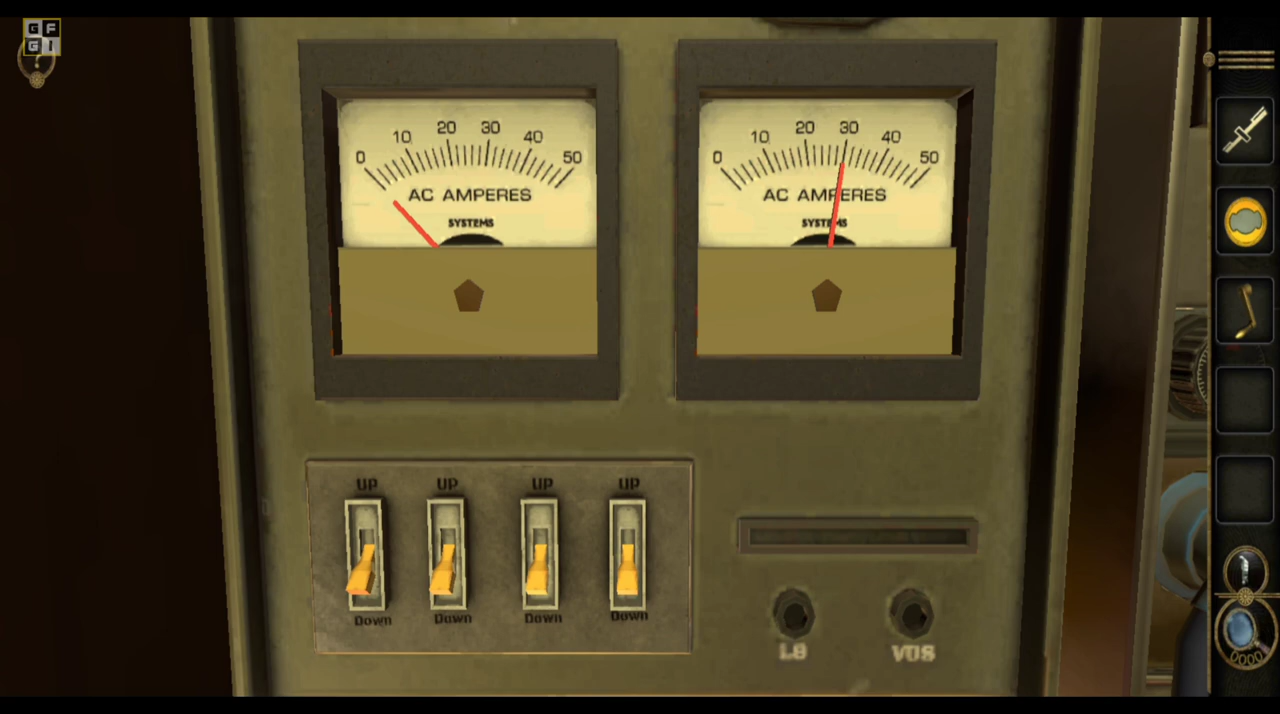 G F
G I
0 10 20 30 40 50
AC AMPERES
SYSTEMS
0 10 20 30 40 50
AC AMPERES
SYSTEMS
UP UP UP UP
Down Down Down Down
VOS
0000